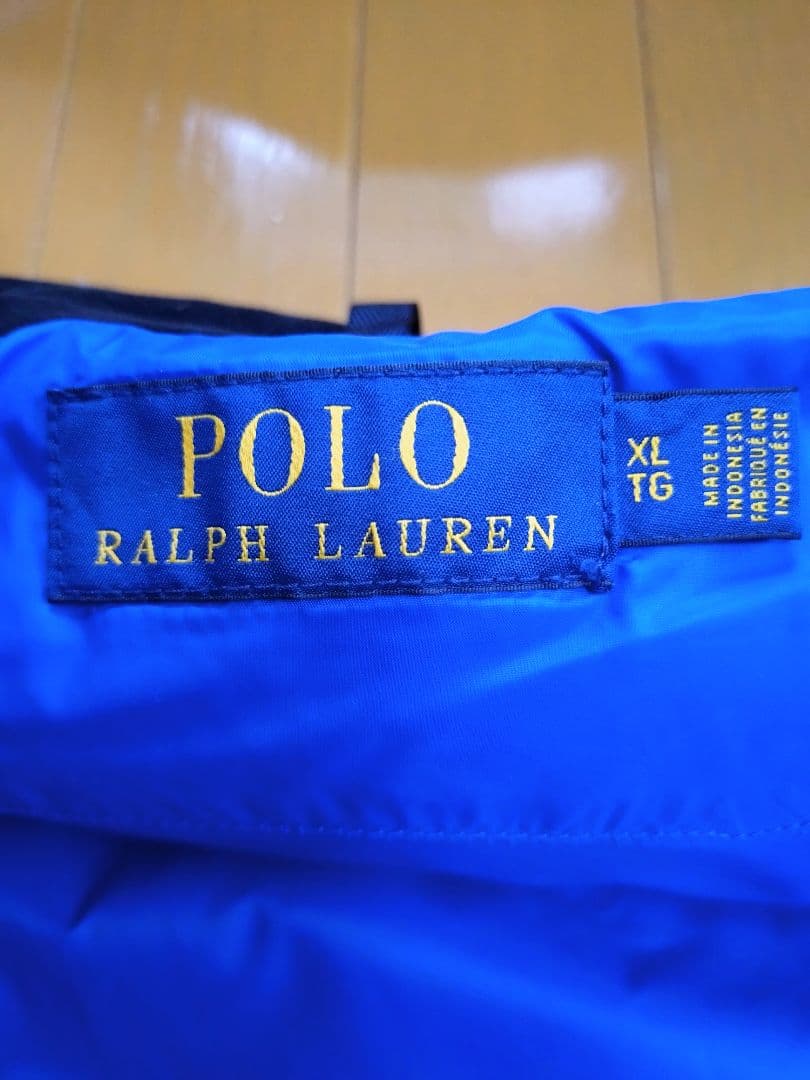 POLO
RALPH LAUREN
XL
TG
MADE IN
INDONESIA
FABRIQUÉ EN
INDONÉSIE